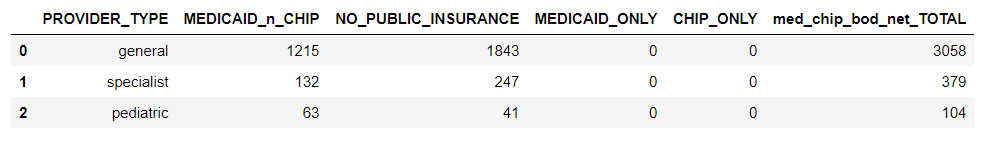 PROVIDER_TYPE MEDICAID_n_CHIP NO_PUBLIC_INSURANCE MEDICAID_ONLY CHIP_ONLY med_chip_bod_net_TOTAL
0 general 1215 1843 0 0 3058
1 specialist 132 247 0 0 379
2 pediatric 63 41 0 0 104